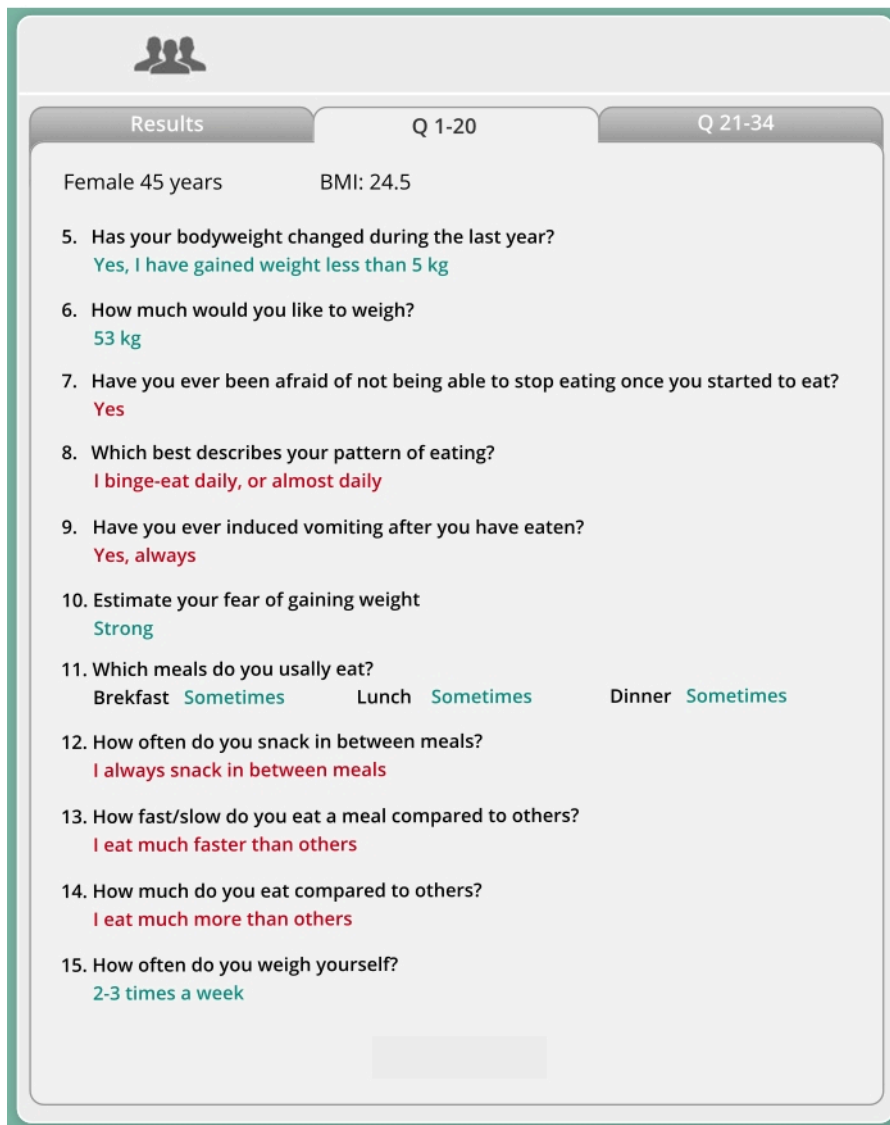 Results Q 1-20 Q 21-34
Female 45 years BMI: 24.5
5. Has your bodyweight changed during the last year?
Yes, I have gained weight less than 5 kg
6. How much would you like to weigh?
53 kg
7. Have you ever been afraid of not being able to stop eating once you started to eat?
Yes
8. Which best describes your pattern of eating?
I binge-eat daily, or almost daily
9. Have you ever induced vomiting after you have eaten?
Yes, always
10. Estimate your fear of gaining weight
Strong
11. Which meals do you usally eat?
Brekfast Sometimes Lunch Sometimes Dinner Sometimes
12. How often do you snack in between meals?
I always snack in between meals
13. How fast/slow do you eat a meal compared to others?
I eat much faster than others
14. How much do you eat compared to others?
I eat much more than others
15. How often do you weigh yourself?
2-3 times a week